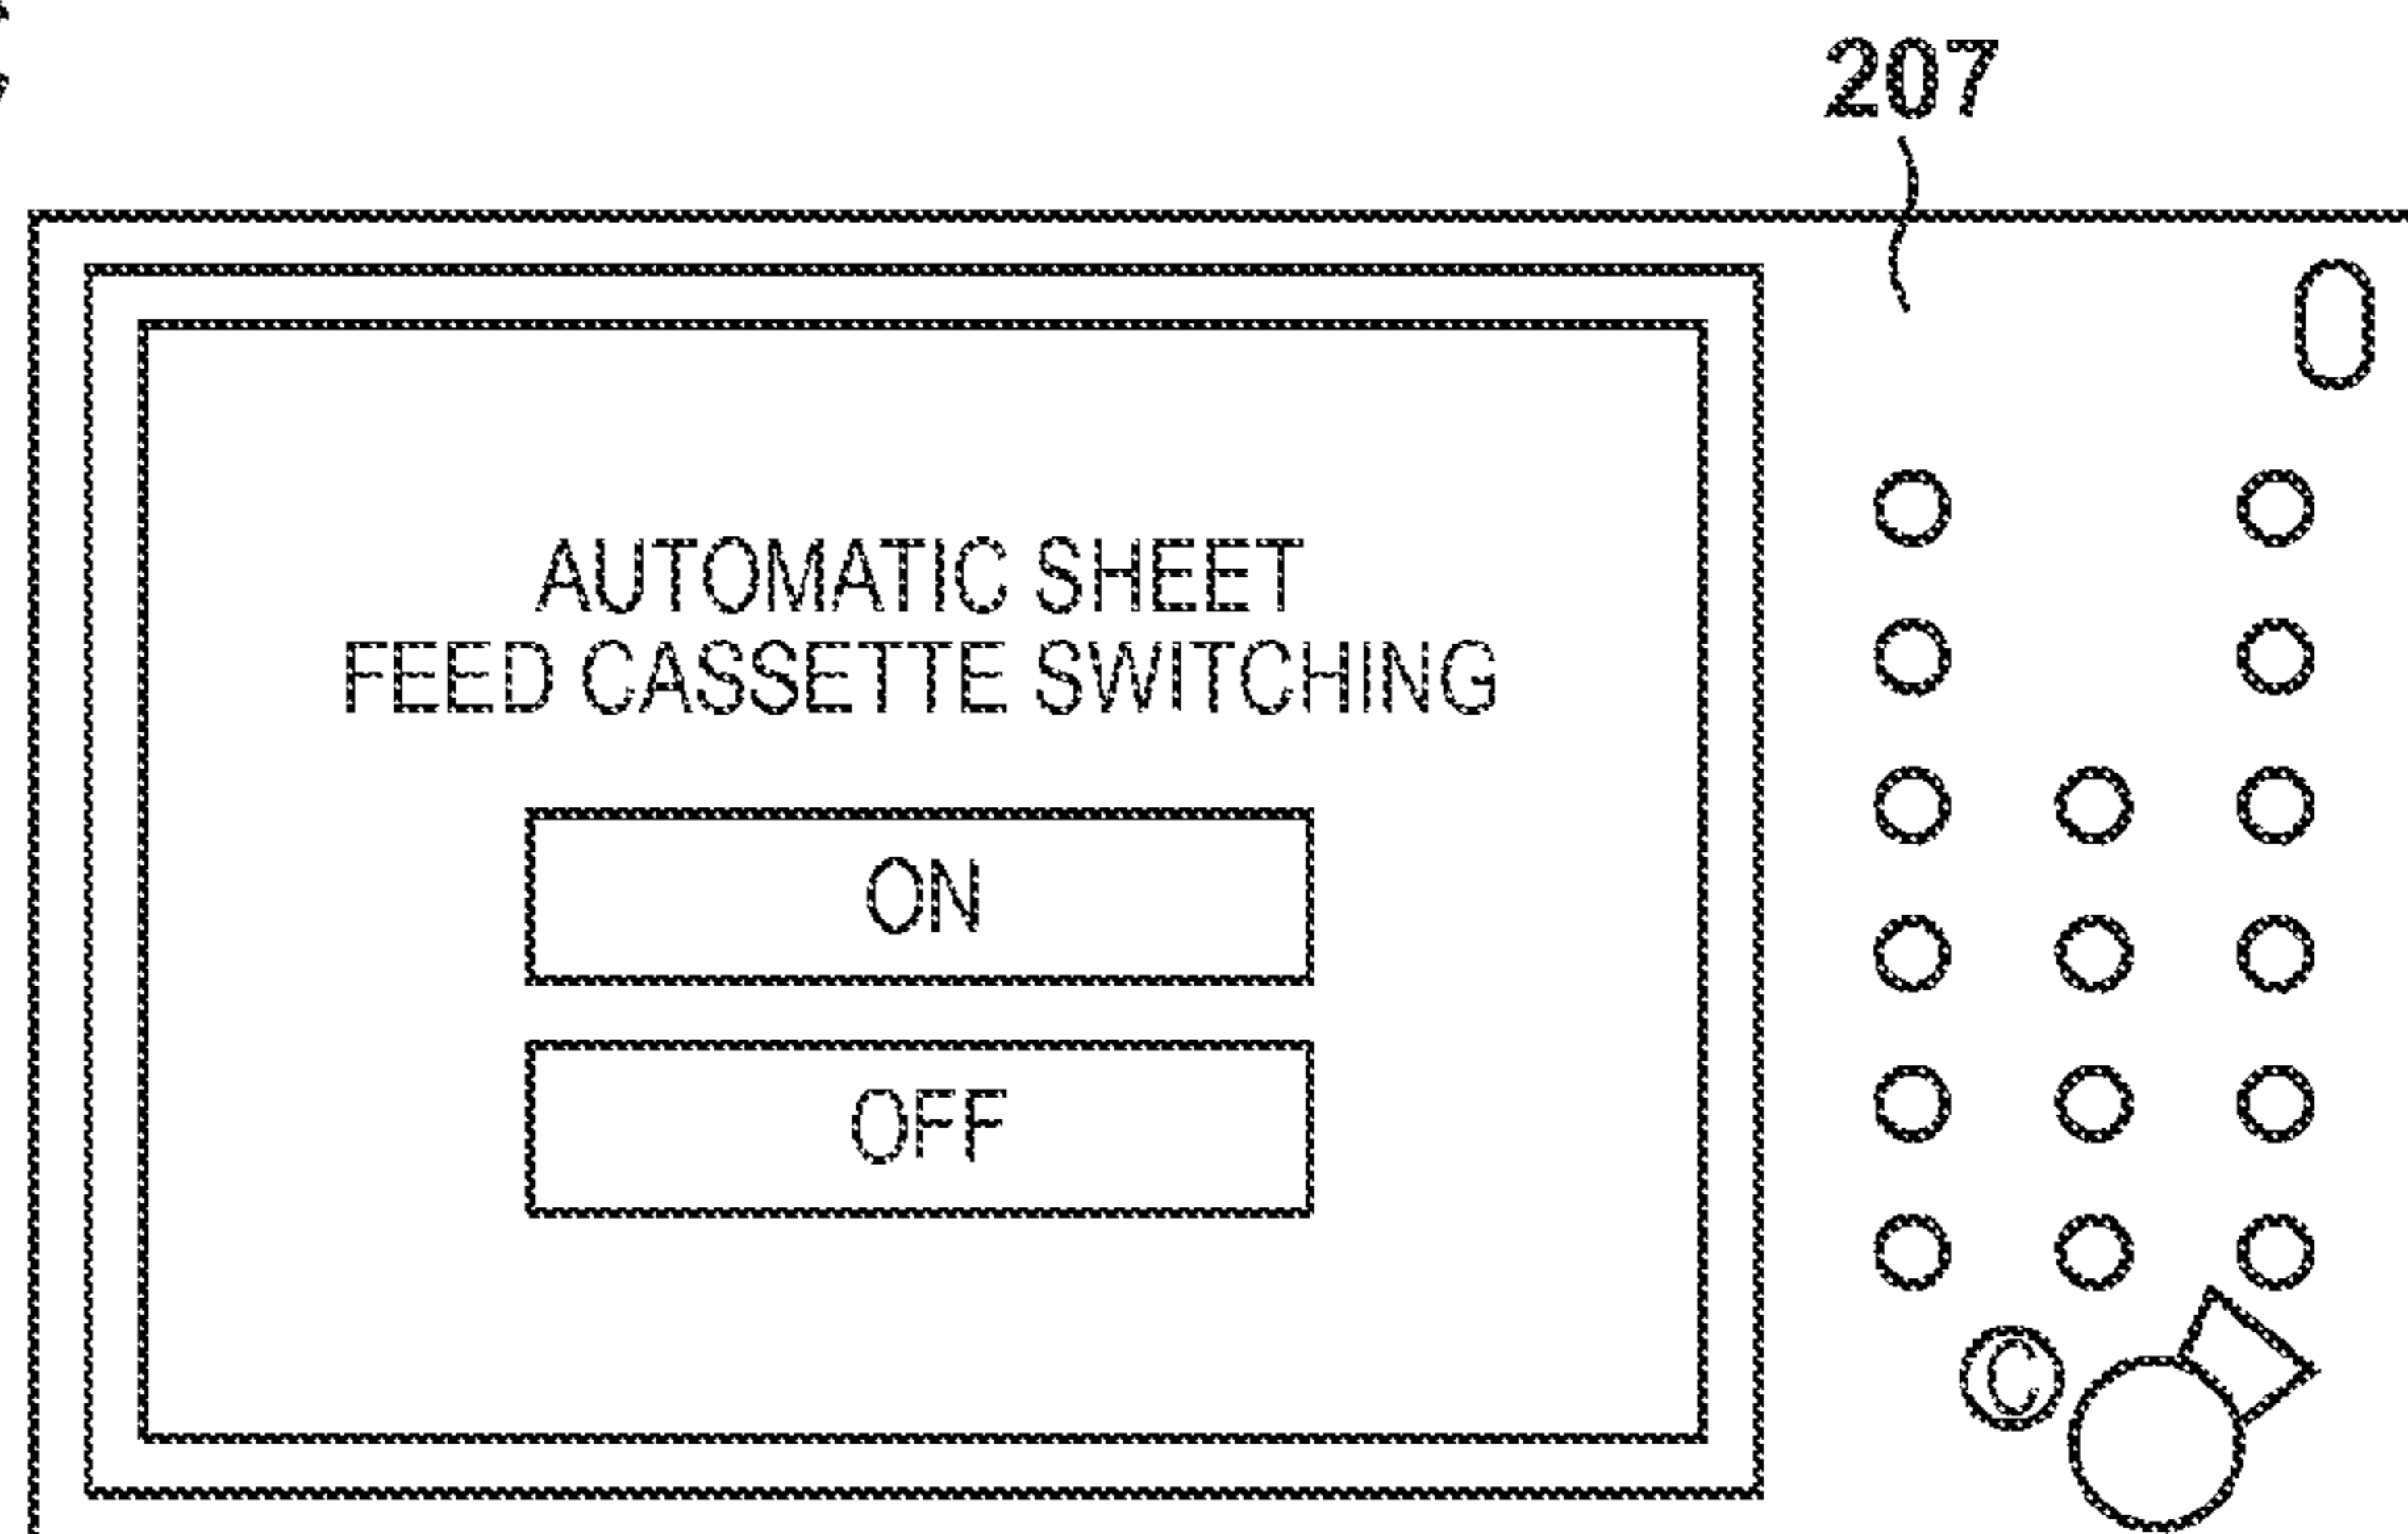 207
AUTOMATIC SHEET
FEED CASSETTE SWITCHING
ON
OFF
C